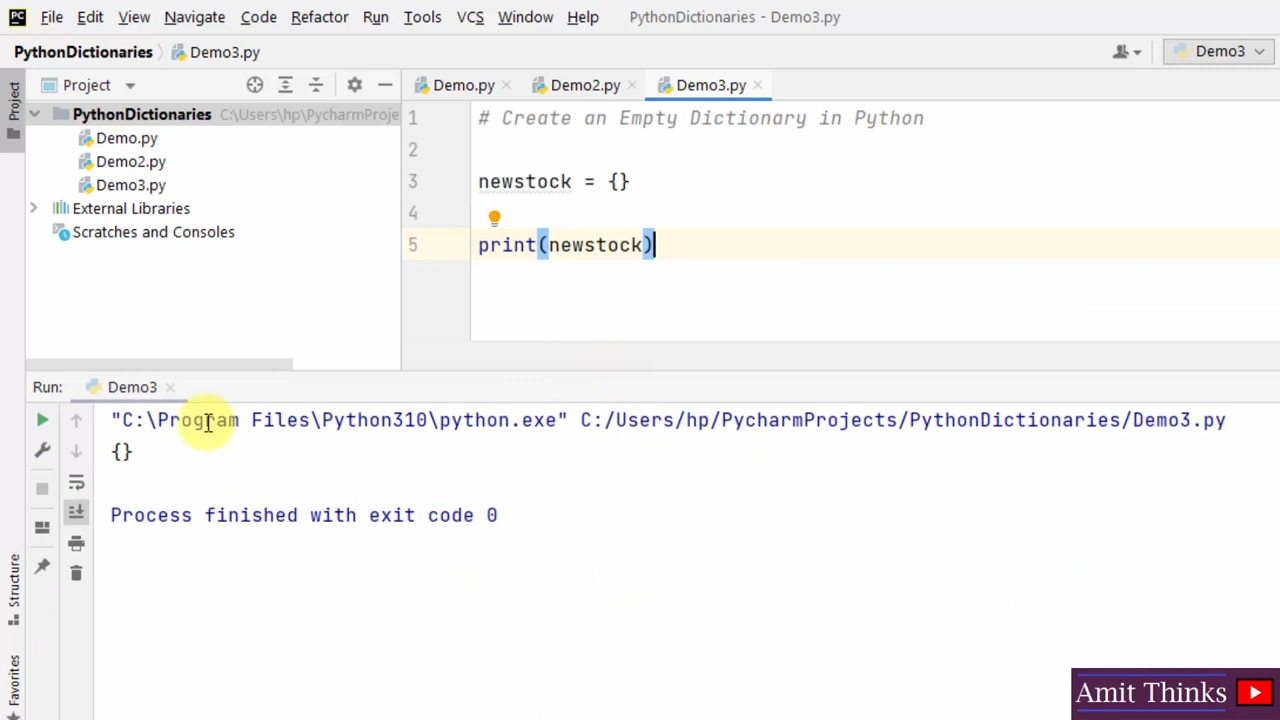 File Edit View Navigate Code Refactor Run Tools VCS Window Help PythonDictionaries - Demo3.py
PythonDictionaries Demo3.py Demo3
Project Demo.py Demo2.py Demo3.py
Project
PythonDictionaries C:\Users\hp\PycharmProje
Demo.py
Demo2.py
Demo3.py
External Libraries
Scratches and Consoles
1 # Create an Empty Dictionary in Python
2
3 newstock = {}
4
5 print(newstock)
Run: Demo3
"C:\Program Files\Python310\python.exe" C:/Users/hp/PycharmProjects/PythonDictionaries/Demo3.py
{}
Process finished with exit code 0
Structure
Favorites
Amit Thinks